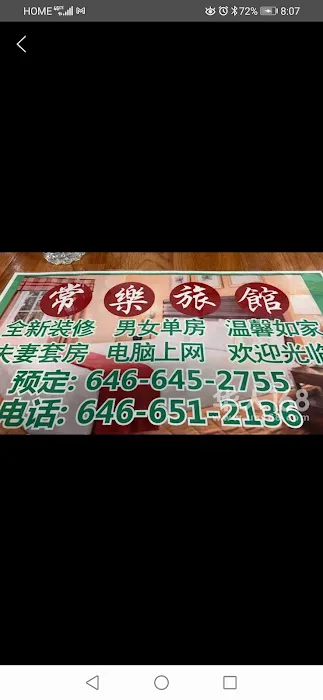 HOME 72% 8:07
常樂旅館
全新装修 男女单房 温馨如家
夫妻套房 电脑上网 欢迎光临
预定: 646-645-2755
电话: 646-651-2136